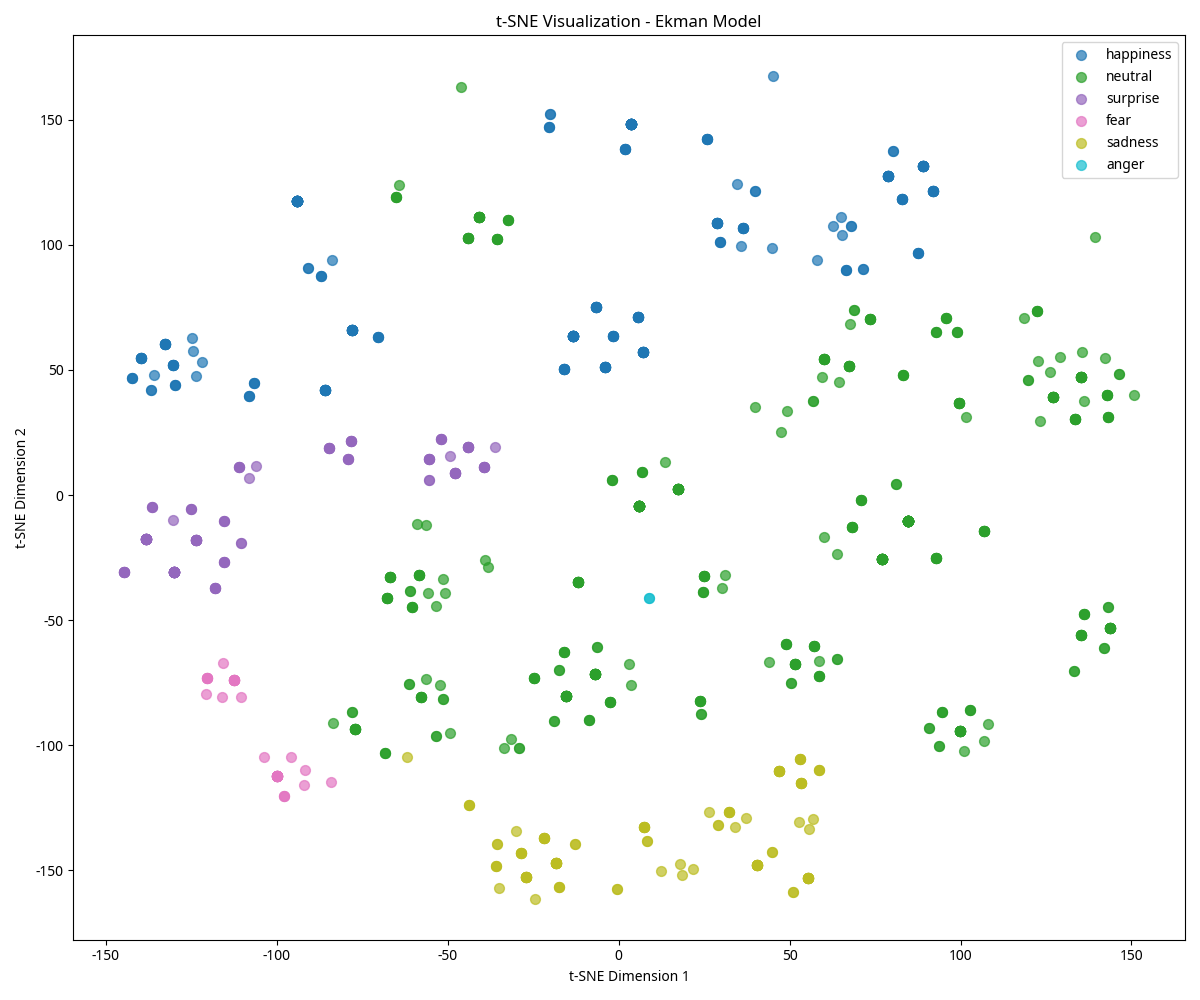 t-SNE Visualization - Ekman Model
happiness
neutral
surprise
fear
sadness
anger
150
100
50
0
-50
-100
-150
t-SNE Dimension 2
-150
-100
-50
0
50
100
150
t-SNE Dimension 1